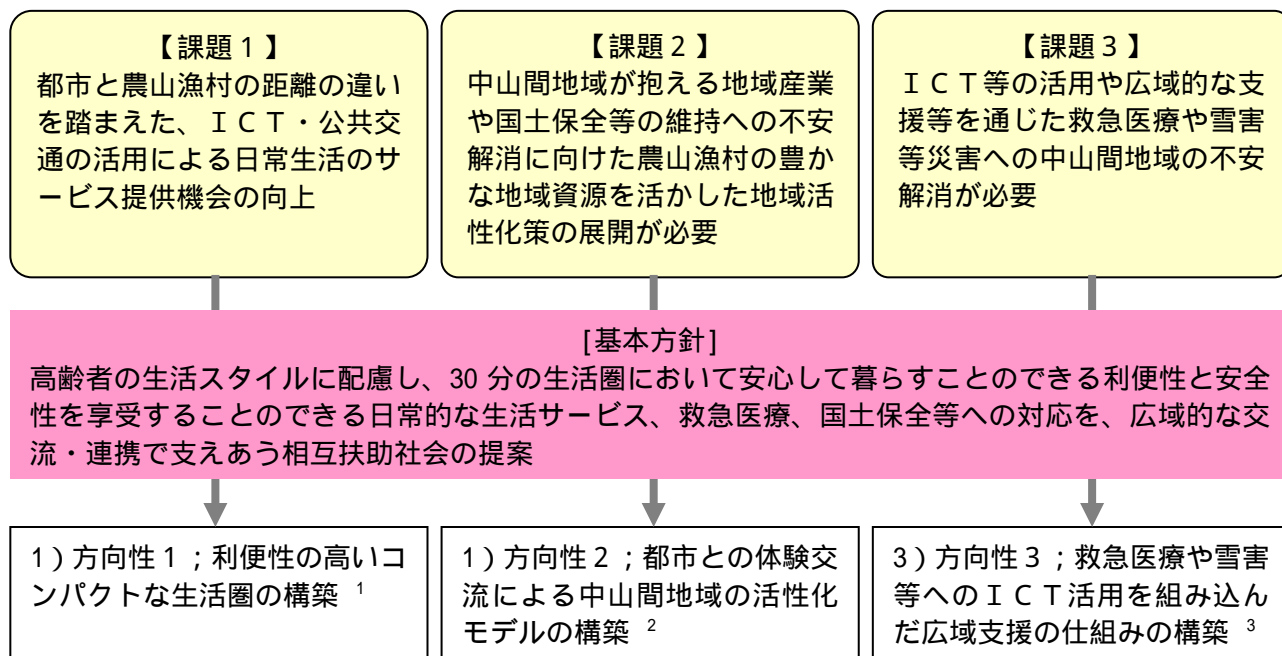 【課題１】
都市と農山漁村の距離の違い
を踏まえた、ＩＣＴ・公共交
通の活用による日常生活のサ
ービス提供機会の向上
【課題２】
中山間地域が抱える地域産業
や国土保全等の維持への不安
解消に向けた農山漁村の豊か
な地域資源を活かした地域活
性化策の展開が必要
【課題３】
ＩＣＴ等の活用や広域的な支
援等を通じた救急医療や雪害
等災害への中山間地域の不安
解消が必要
[基本方針]
高齢者の生活スタイルに配慮し、30 分の生活圏において安心して暮らすことのできる利便性と安全
性を享受することのできる日常的な生活サービス、救急医療、国土保全等への対応を、広域的な交
流・連携で支えあう相互扶助社会の提案
1）方向性１；利便性の高いコ
ンパクトな生活圏の構築 1
1）方向性２；都市との体験交
流による中山間地域の活性化
モデルの構築 2
3）方向性３；救急医療や雪害
等へのＩＣＴ活用を組み込ん
だ広域支援の仕組みの構築 3